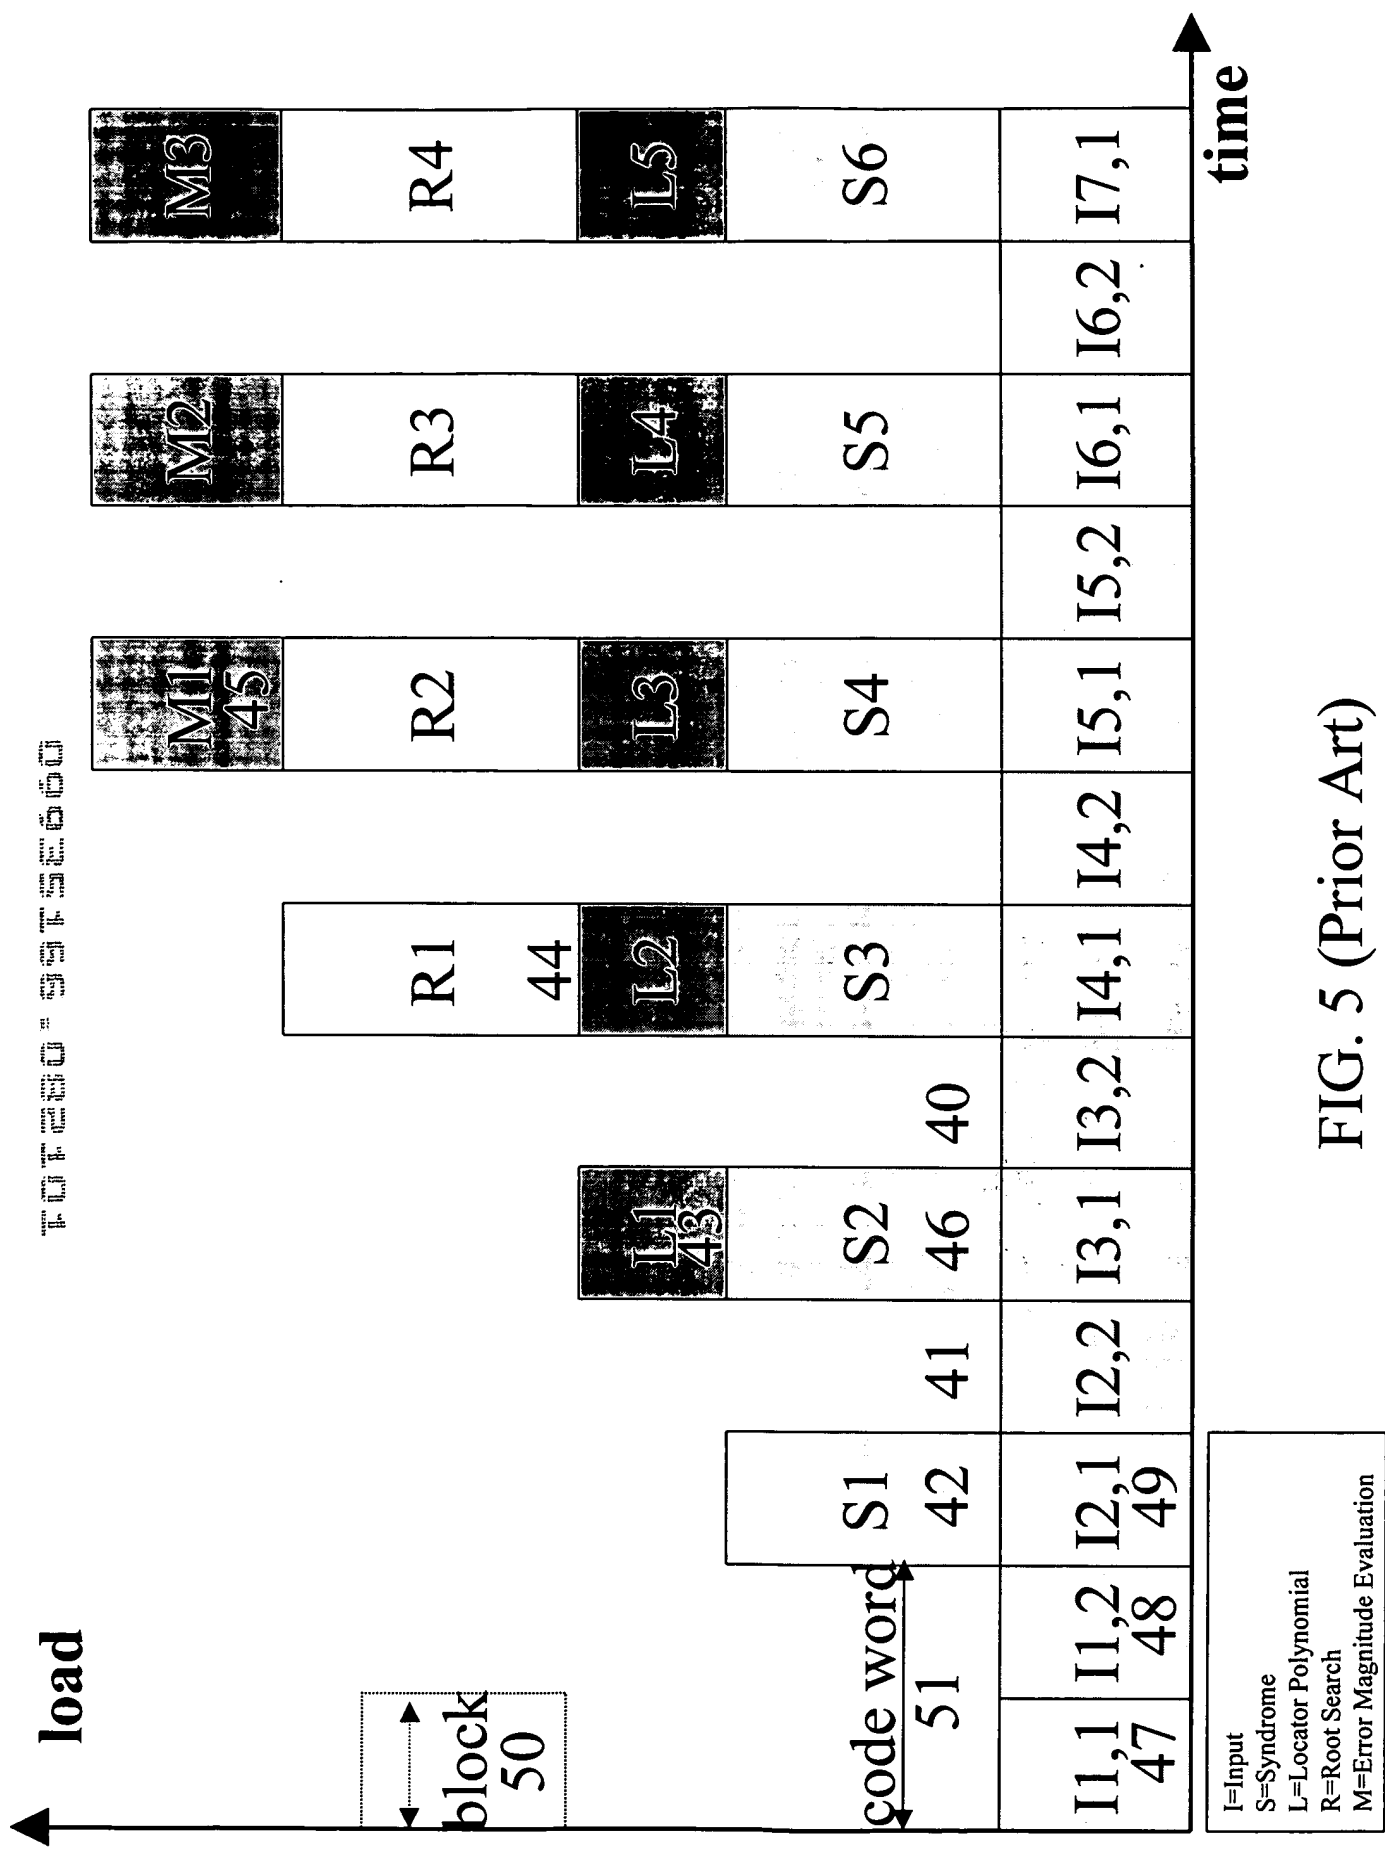 load
time
M1
45
M2
M3
R1
44
R2
R3
R4
L1
43
L2
L3
L4
L5
S1
42
41
S2
46
40
S3
S4
S5
S6
block
50
code word
51
I1,1
47
I1,2
48
I2,1
49
I2,2
I3,1
I3,2
I4,1
I4,2
I5,1
I5,2
I6,1
I6,2
I7,1
I=Input
S=Syndrome
L=Locator Polynomial
R=Root Search
M=Error Magnitude Evaluation
FIG. 5 (Prior Art)